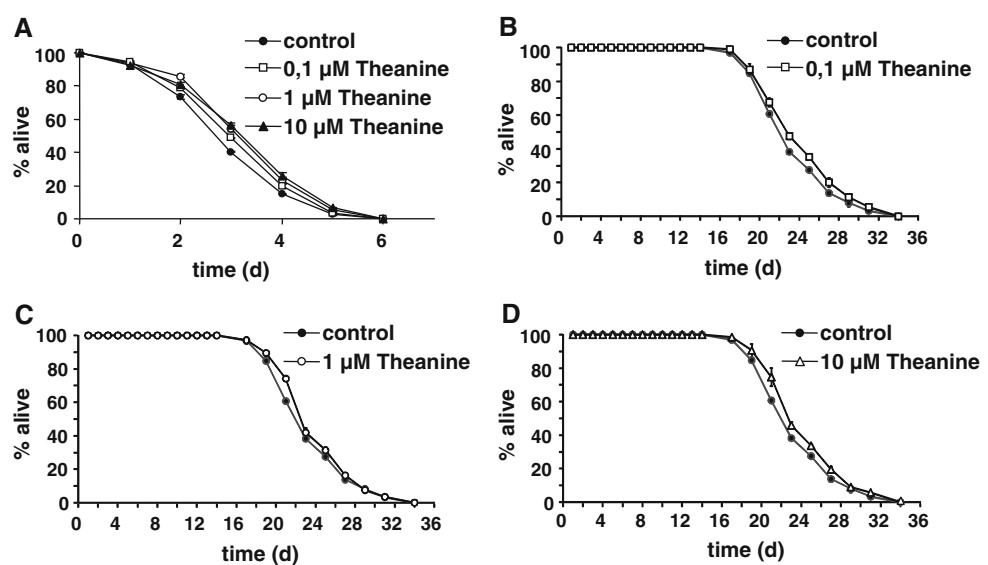 A
control
0,1 µM Theanine
1 µM Theanine
10 µM Theanine
% alive
100
80
60
40
20
0
0 2 4 6
time (d)
B
control
0,1 µM Theanine
% alive
100
80
60
40
20
0
0 4 8 12 16 20 24 28 32 36
time (d)
C
control
1 µM Theanine
% alive
100
80
60
40
20
0
0 4 8 12 16 20 24 28 32 36
time (d)
D
control
10 µM Theanine
% alive
100
80
60
40
20
0
0 4 8 12 16 20 24 28 32 36
time (d)